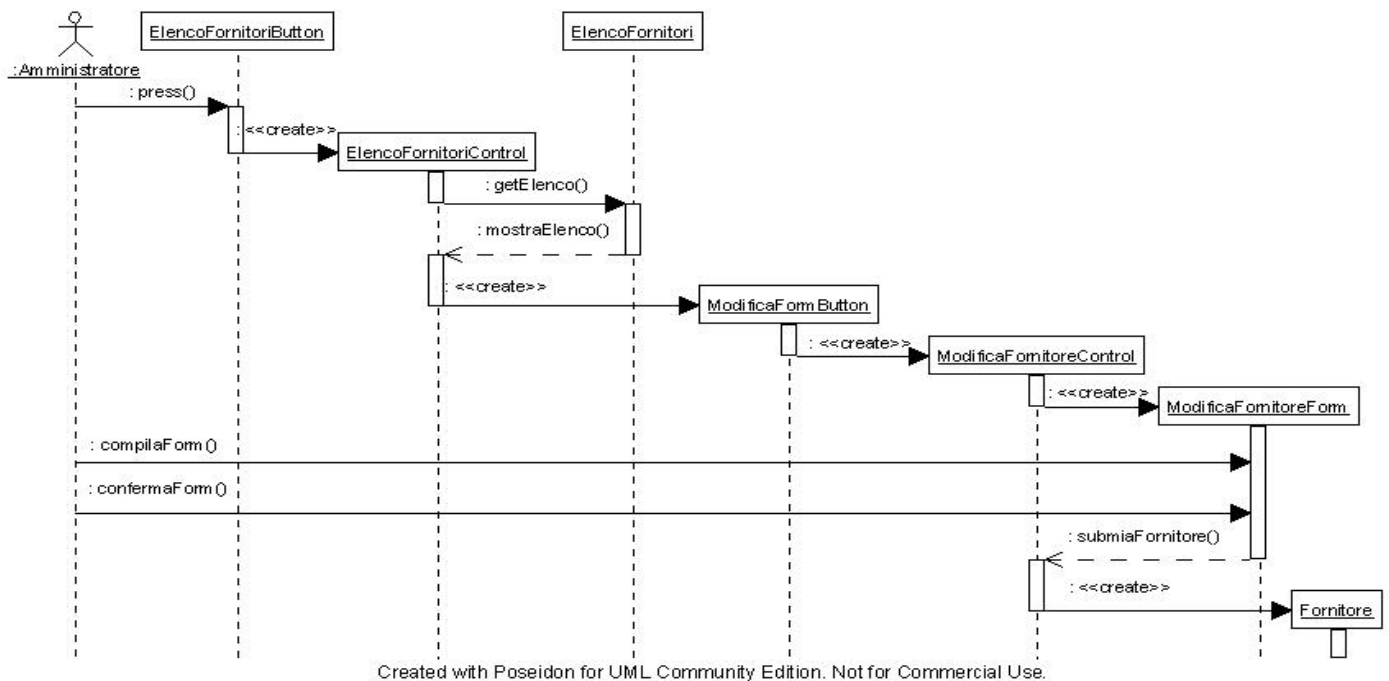 ElencoFornitoriButton
ElencoFornitori
:Amministratore
: press()
: <<create>>
ElencoFornitoriControl
: getElenco()
: mostraElenco()
: <<create>>
ModificaFormButton
: <<create>>
ModificaFornitoreControl
: <<create>>
ModificaFornitoreForm
: compilaForm()
: confermaForm()
: submiaFornitore()
: <<create>>
Fornitore
Created with Poseidon for UML Community Edition. Not for Commercial Use.